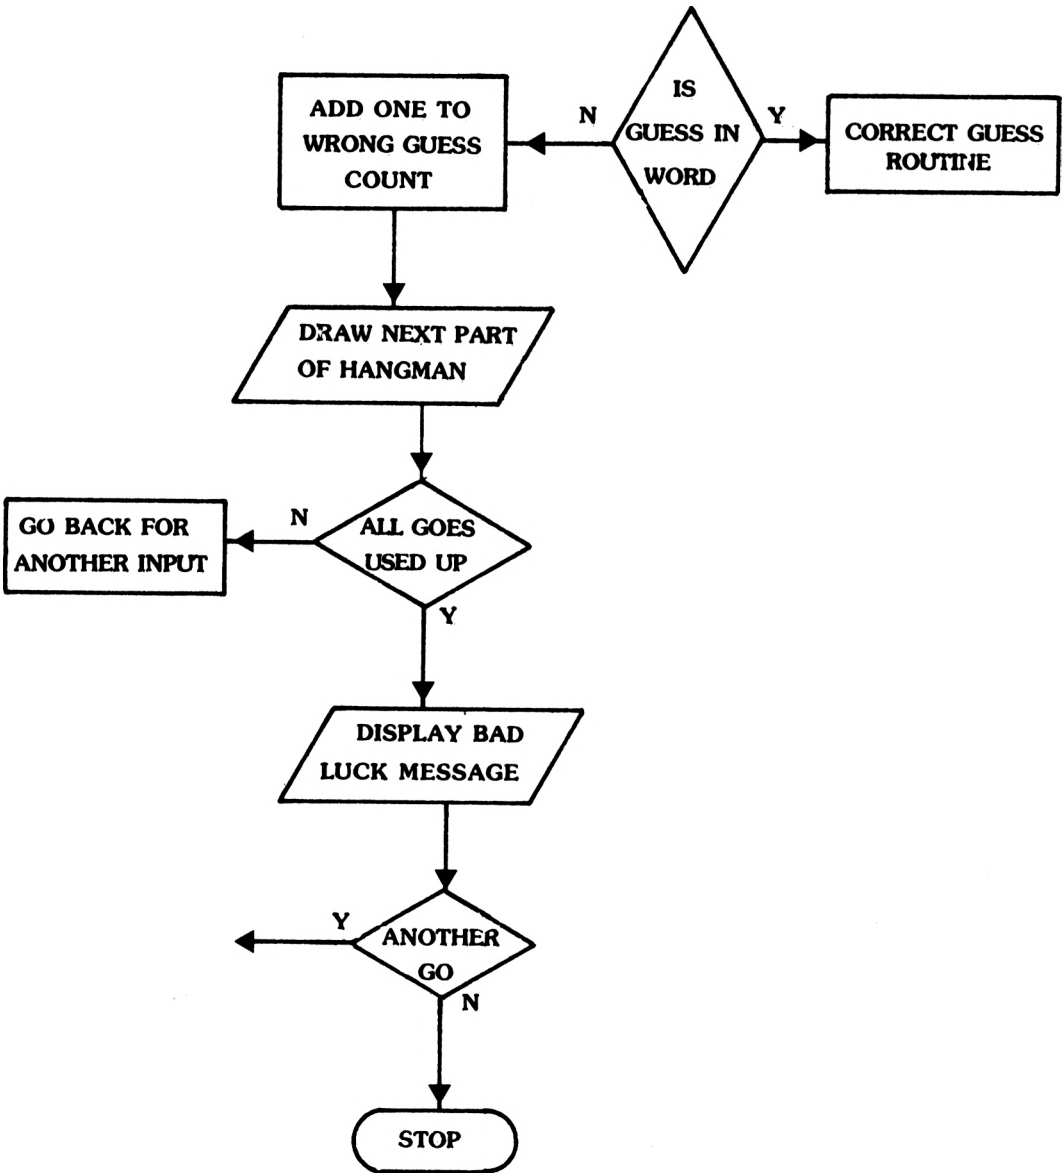 IS
GUESS IN
WORD
N
Y
ADD ONE TO
WRONG GUESS
COUNT
CORRECT GUESS
ROUTINE
DRAW NEXT PART
OF HANGMAN
ALL GOES
USED UP
N
GO BACK FOR
ANOTHER INPUT
Y
DISPLAY BAD
LUCK MESSAGE
ANOTHER
GO
Y
N
STOP